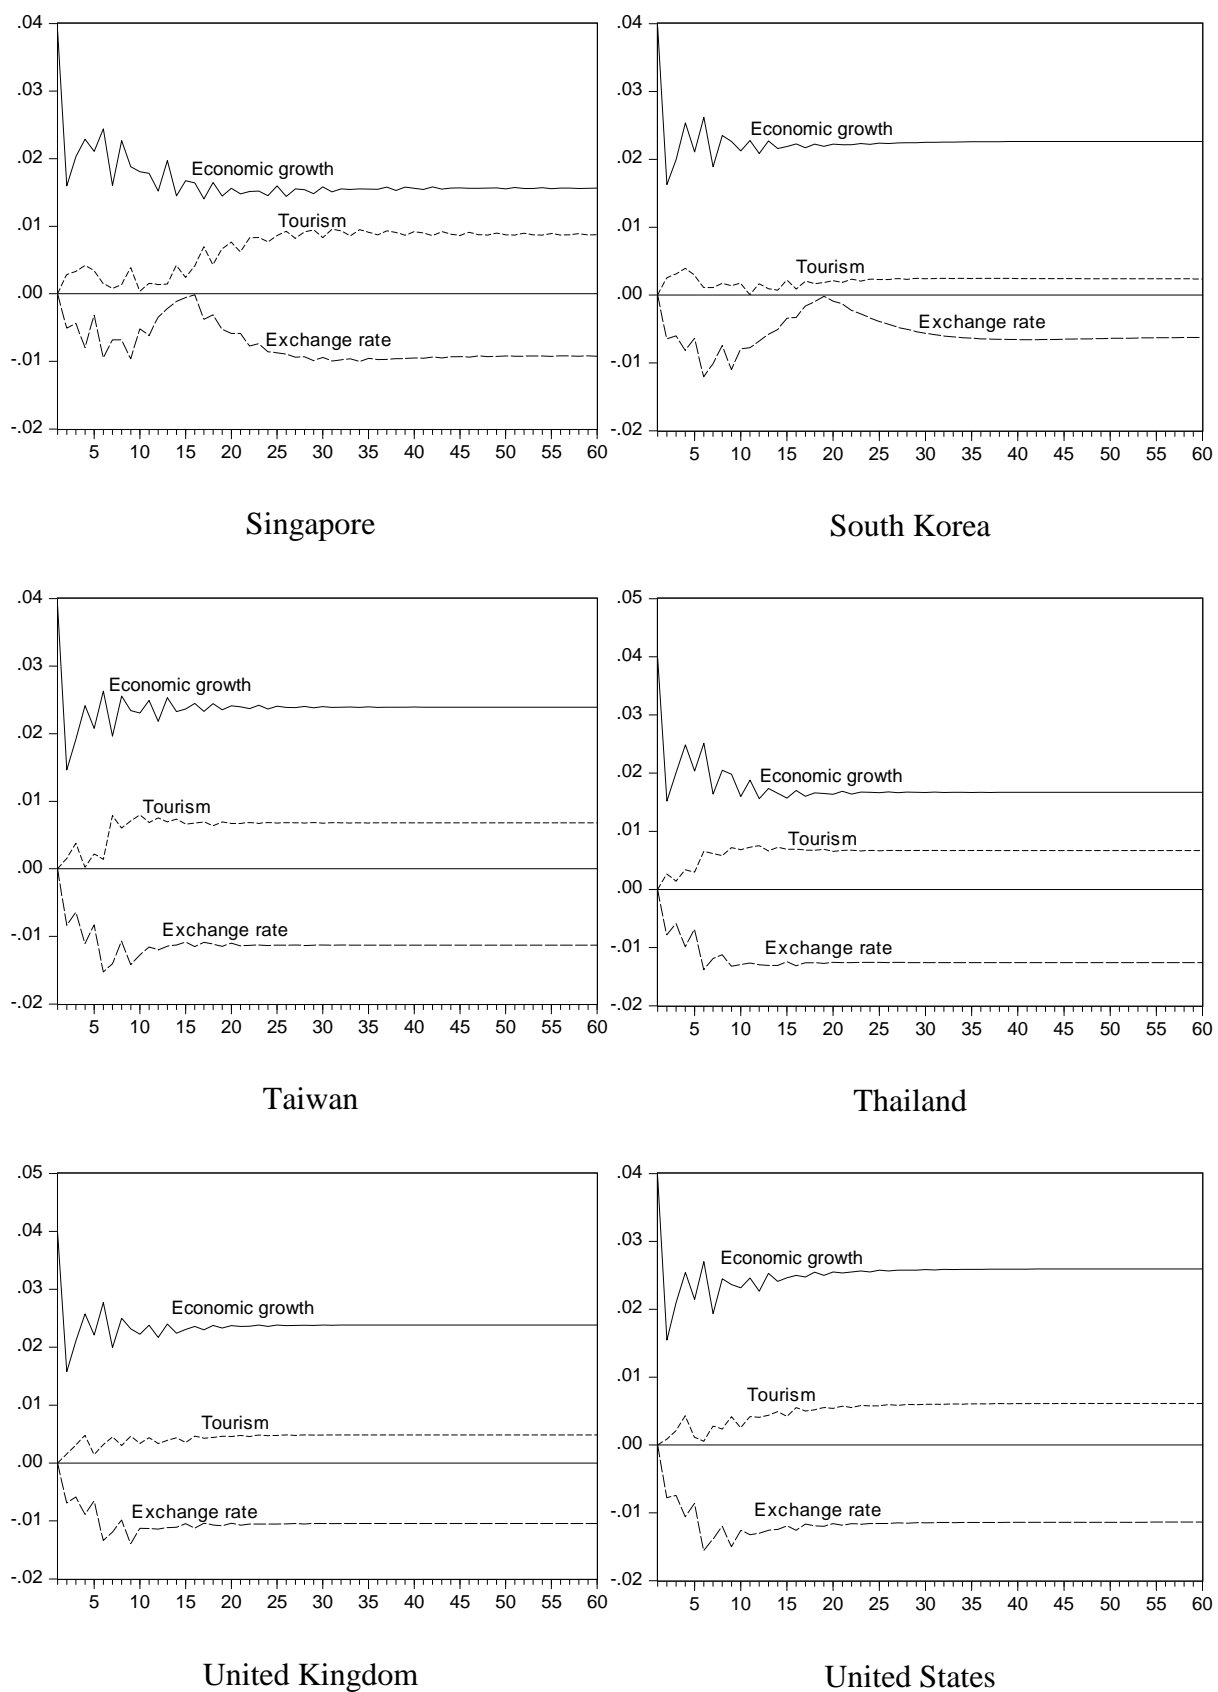 .04
.03
.02
.01
.00
-.01
-.02
Economic growth
Tourism
Exchange rate
5 10 15 20 25 30 35 40 45 50 55 60
Singapore
.04
.03
.02
.01
.00
-.01
-.02
Economic growth
Tourism
Exchange rate
5 10 15 20 25 30 35 40 45 50 55 60
South Korea
.04
.03
.02
.01
.00
-.01
-.02
Economic growth
Tourism
Exchange rate
5 10 15 20 25 30 35 40 45 50 55 60
Taiwan
.05
.04
.03
.02
.01
.00
-.01
-.02
Economic growth
Tourism
Exchange rate
5 10 15 20 25 30 35 40 45 50 55 60
Thailand
.05
.04
.03
.02
.01
.00
-.01
-.02
Economic growth
Tourism
Exchange rate
5 10 15 20 25 30 35 40 45 50 55 60
United Kingdom
.04
.03
.02
.01
.00
-.01
-.02
Economic growth
Tourism
Exchange rate
5 10 15 20 25 30 35 40 45 50 55 60
United States